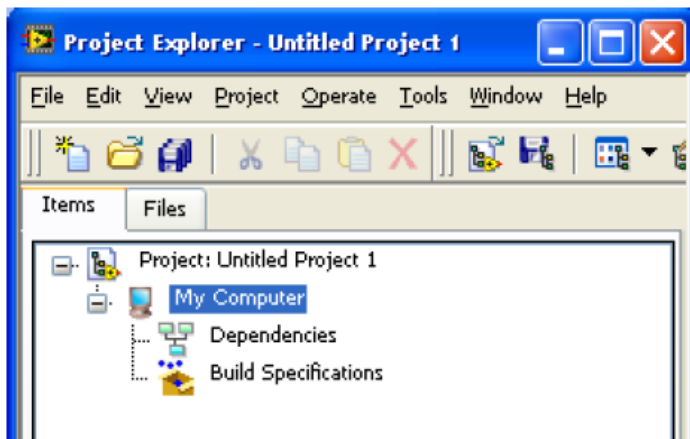 Project Explorer - Untitled Project 1
File Edit View Project Operate Tools Window Help
Items Files
Project: Untitled Project 1
My Computer
Dependencies
Build Specifications